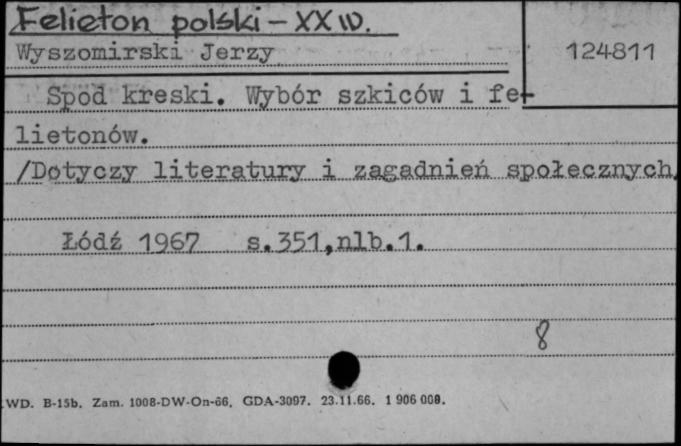 Felieton polski – XX w.
Wyszomirski Jerzy
124811
Spod kreski. Wybór szkiców i fe-
lietonów.
/Dotyczy literatury i zagadnień społecznych/
Łódź 1967 s.351,nlb.1.
8
WD. B-15b. Zam. 1008-DW-On-66. GDA-3097. 23.11.66. 1 906 008.